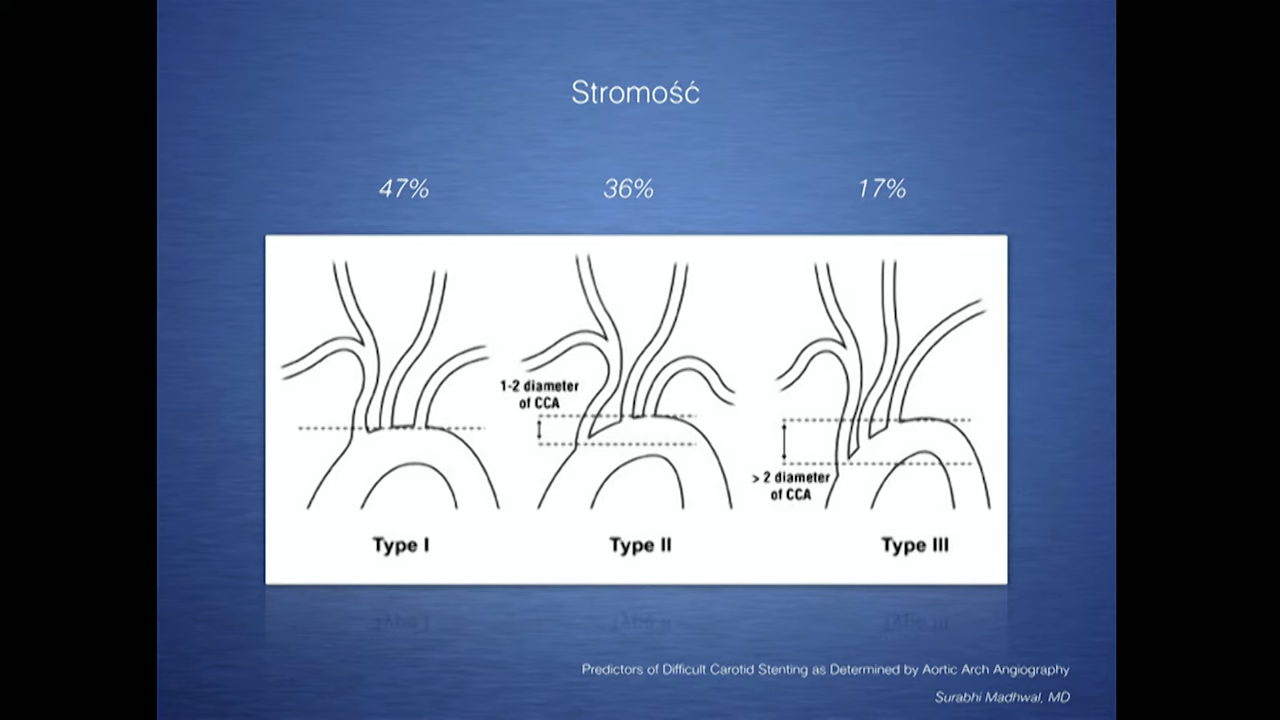 Stromość
47% 36% 17%
1-2 diameter
of CCA
> 2 diameter
of CCA
Type I Type II Type III
Predictors of Difficult Carotid Stenting as Determined by Aortic Arch Angiography
Surabhi Madhwal, MD